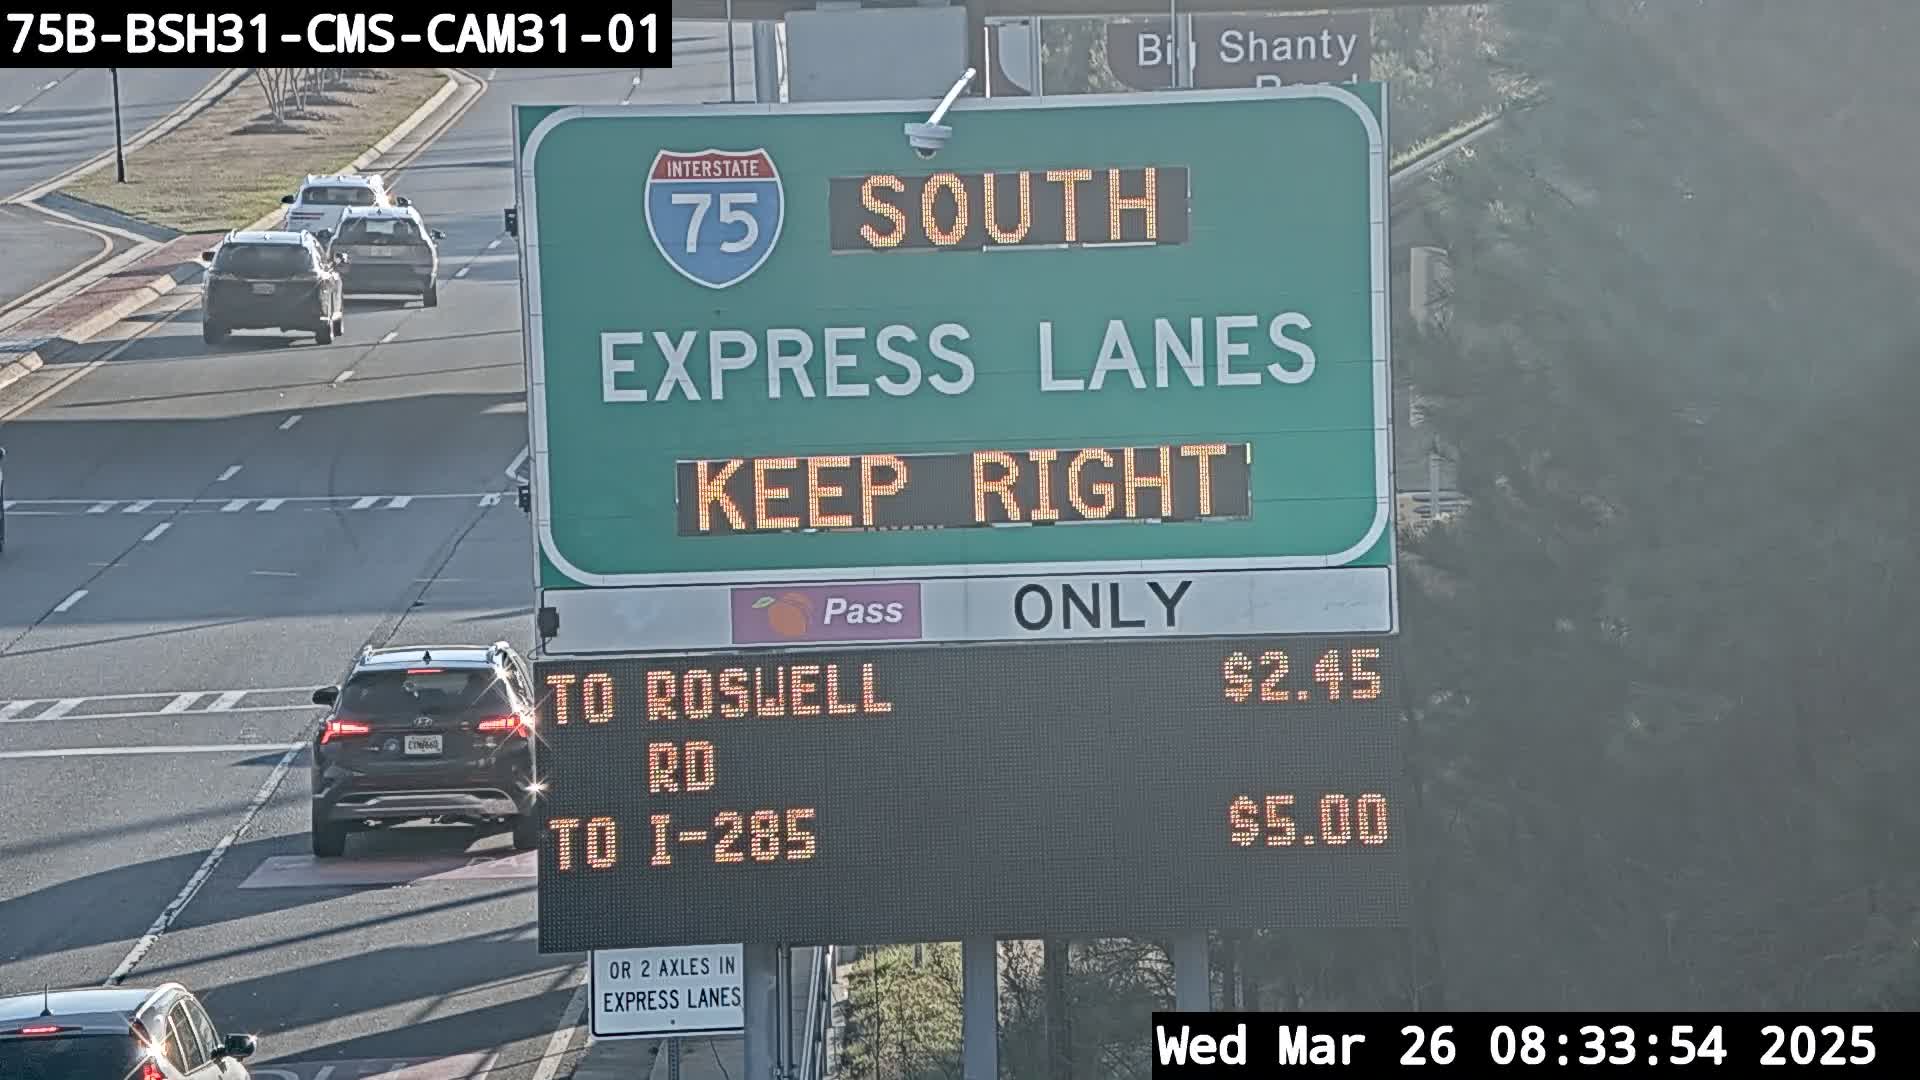 75B-BSH31-CMS-CAM31-01
Big Shanty
Road
INTERSTATE
75
SOUTH
EXPRESS LANES
KEEP RIGHT
Pass
ONLY
TO ROSWELL $2.45
RD
TO I-285 $5.00
OR 2 AXLES IN
EXPRESS LANES
Wed Mar 26 08:33:54 2025